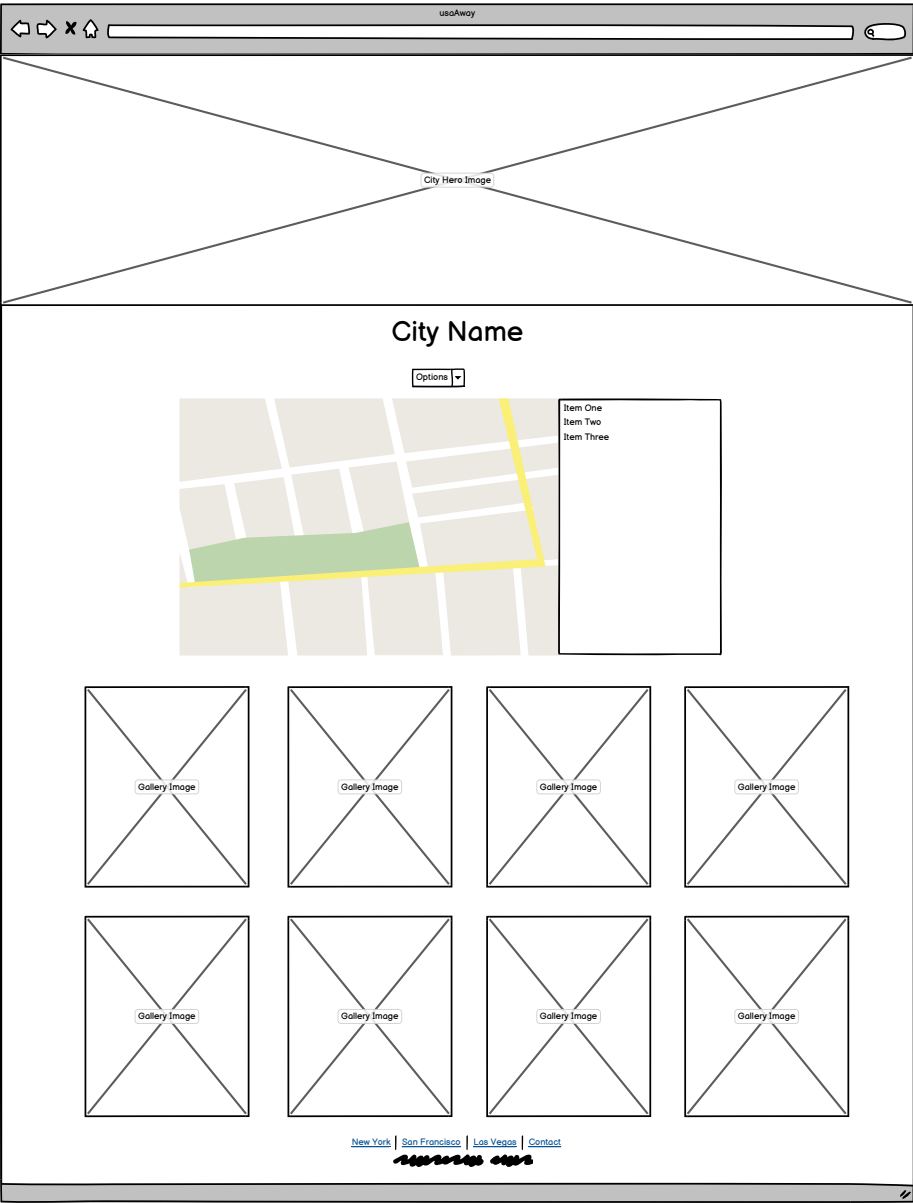 usaAway
City Hero Image
City Name
Options
Item One
Item Two
Item Three
Gallery Image Gallery Image Gallery Image Gallery Image
Gallery Image Gallery Image Gallery Image Gallery Image
New York | San Francisco | Las Vegas | Contact